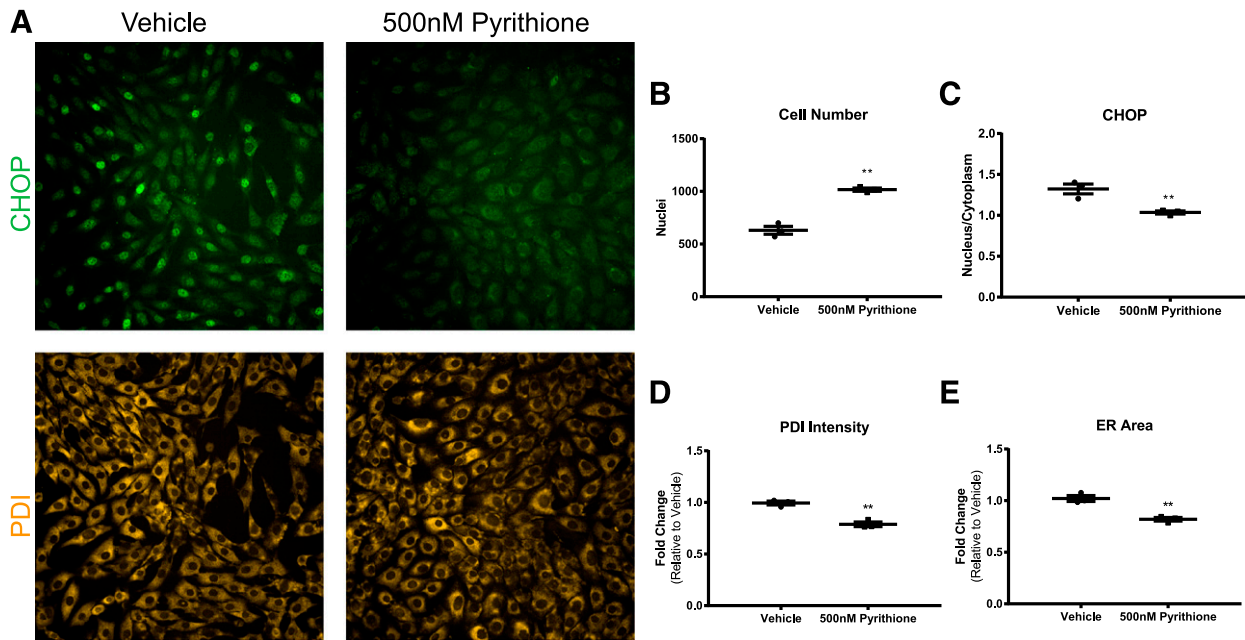 A
Vehicle
500nM Pyrithione
CHOP
PDI
B
Cell Number
Nuclei
1500
1000
500
0
**
Vehicle
500nM Pyrithione
C
CHOP
Nucleus/Cytoplasm
2.0
1.5
1.0
0.5
0.0
**
Vehicle
500nM Pyrithione
D
PDI Intensity
Fold Change
(Relative to Vehicle)
1.5
1.0
0.5
0.0
**
Vehicle
500nM Pyrithione
E
ER Area
Fold Change
(Relative to Vehicle)
1.5
1.0
0.5
0.0
**
Vehicle
500nM Pyrithione